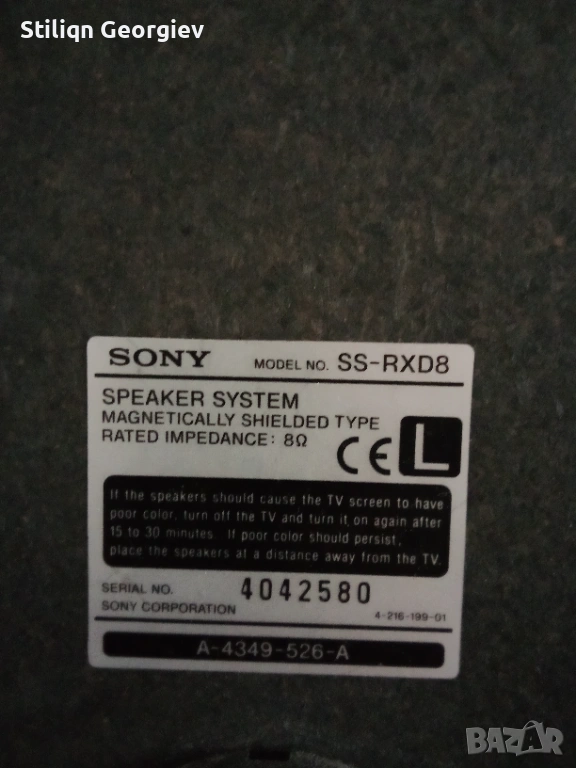 Stiliqn Georgiev
SONY MODEL NO. SS-RXD8
SPEAKER SYSTEM
MAGNETICALLY SHIELDED TYPE
RATED IMPEDANCE: 8Ω
CE L
If the speakers should cause the TV screen to have
poor color, turn off the TV and turn it on again after
15 to 30 minutes. If poor color should persist,
place the speakers at a distance away from the TV.
SERIAL NO. 4042580
SONY CORPORATION 4-216-199-01
A-4349-526-A
BAZAR